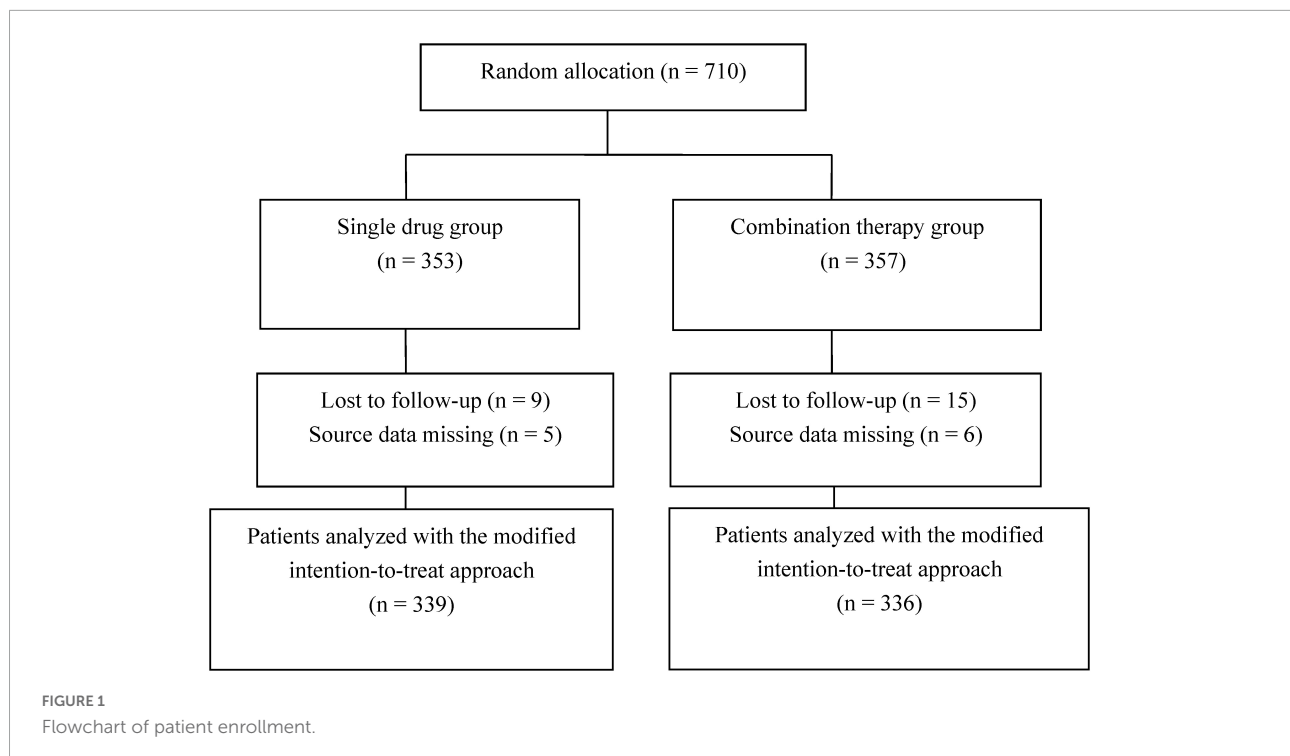 Random allocation (n = 710)
Single drug group
(n = 353)
Combination therapy group
(n = 357)
Lost to follow-up (n = 9)
Source data missing (n = 5)
Lost to follow-up (n = 15)
Source data missing (n = 6)
Patients analyzed with the modified
intention-to-treat approach
(n = 339)
Patients analyzed with the modified
intention-to-treat approach
(n = 336)
FIGURE 1
Flowchart of patient enrollment.